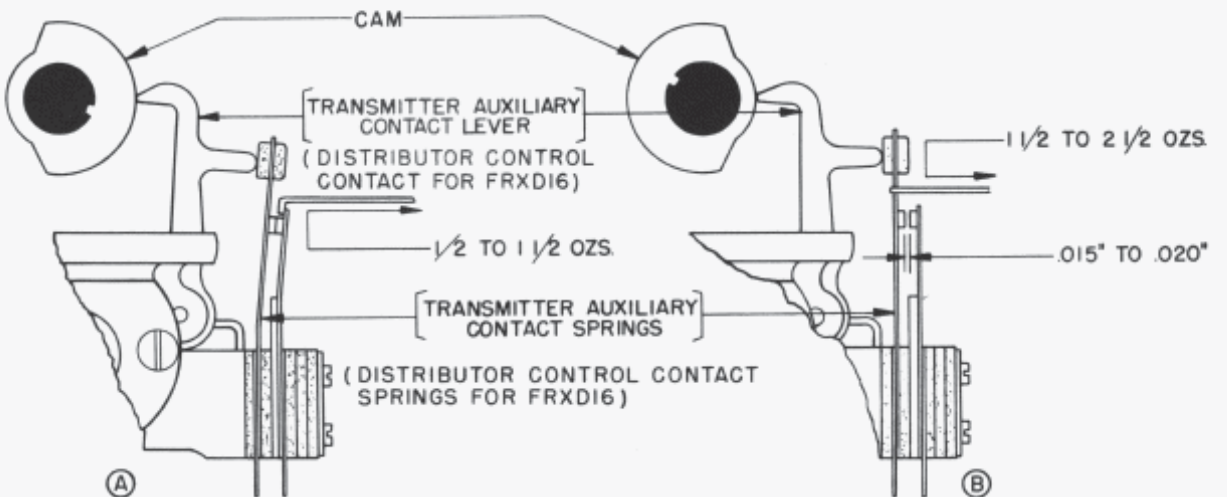 CAM
TRANSMITTER AUXILIARY
CONTACT LEVER
(DISTRIBUTOR CONTROL
CONTACT FOR FRXD16)
1 1/2 TO 2 1/2 OZS.
1/2 TO 1 1/2 OZS.
.015" TO .020"
TRANSMITTER AUXILIARY
CONTACT SPRINGS
(DISTRIBUTOR CONTROL CONTACT
SPRINGS FOR FRXD16)
A
B